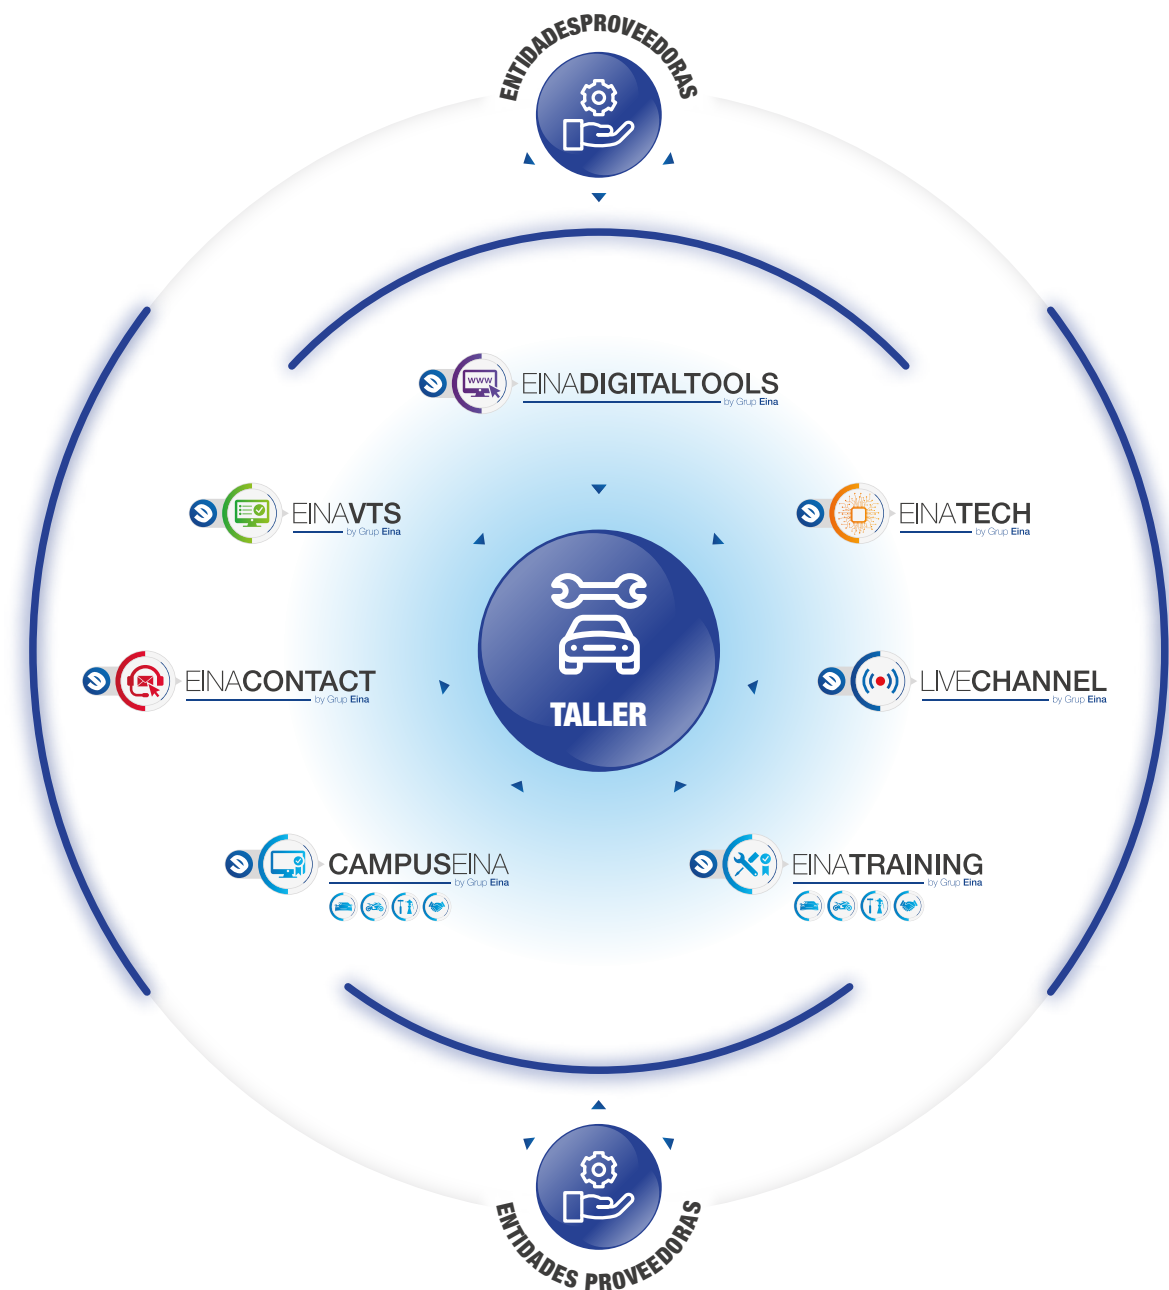 ENTIDADESPROVEEDORAS
WWW
EINADIGITALTOOLS
by Grup Eina
EINAVTS
by Grup Eina
EINATECH
by Grup Eina
EINACONTACT
by Grup Eina
LIVECHANNEL
by Grup Eina
TALLER
CAMPUSEINA
by Grup Eina
EINATRAINING
by Grup Eina
ENTIDADES PROVEEDORAS